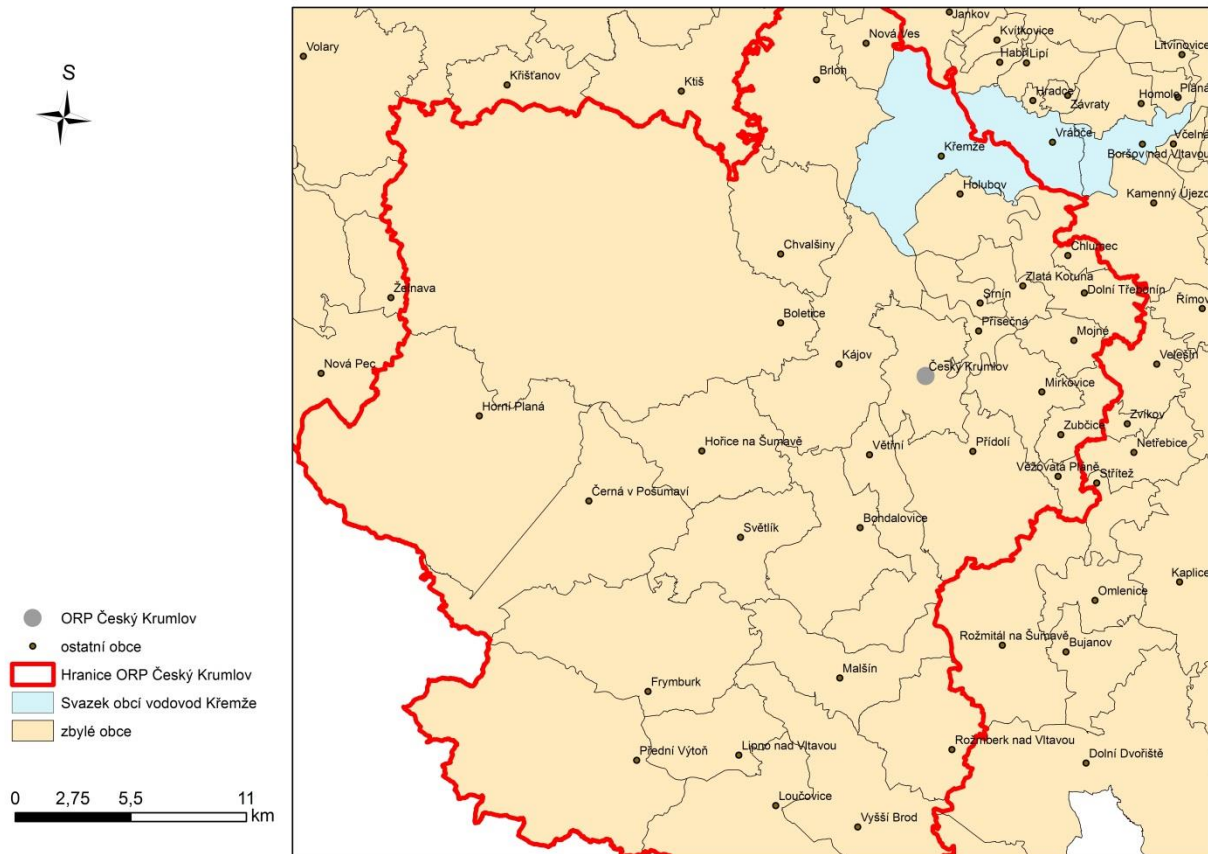 Jankov
Volary
Nová Ves
Kvítkovice
Habří
Lipí
Litvínovice
S
Křišťanov
Ktiš
Brloh
Hradce
Závraty
Homole
Planá
Křemže
Vrábče
Včelná
Boršov nad Vltavou
Holubov
Kamenný Újezd
Chvalšiny
Chlumec
Želnava
Zlatá Koruna
Srnín
Dolní Třebonín
Římov
Boletice
Přísečná
Mojné
Nová Pec
Kájov
Český Krumlov
Velešín
Mirkovice
Horní Planá
Zvíkov
Hořice na Šumavě
Větřní
Přídolí
Zubčice
Netřebice
Věžovatá Pláně
Střítež
Černá v Pošumaví
Světlík
Bohdalovice
Kaplice
Omlenice
ORP Český Krumlov
ostatní obce
Hranice ORP Český Krumlov
Svazek obcí vodovod Křemže
zbylé obce
Rožmitál na Šumavě
Bujanov
Malšín
Frymburk
Přední Výtoň
Lipno nad Vltavou
Rožmberk nad Vltavou
Dolní Dvořiště
0 2,75 5,5 11
km
Loučovice
Vyšší Brod